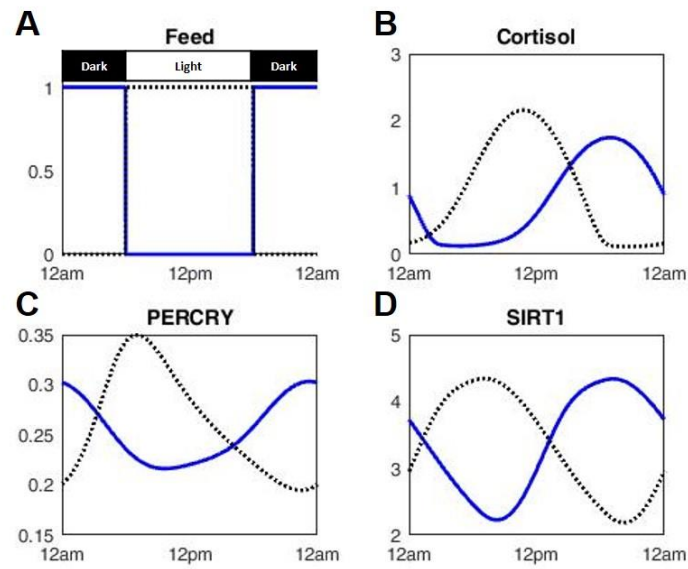 A
Feed
Dark Light Dark
1
0.5
0
12am 12pm 12am
B
Cortisol
3
2
1
0
12am 12pm 12am
C
PERCRY
0.35
0.3
0.25
0.2
0.15
12am 12pm 12am
D
SIRT1
5
4
3
2
12am 12pm 12am